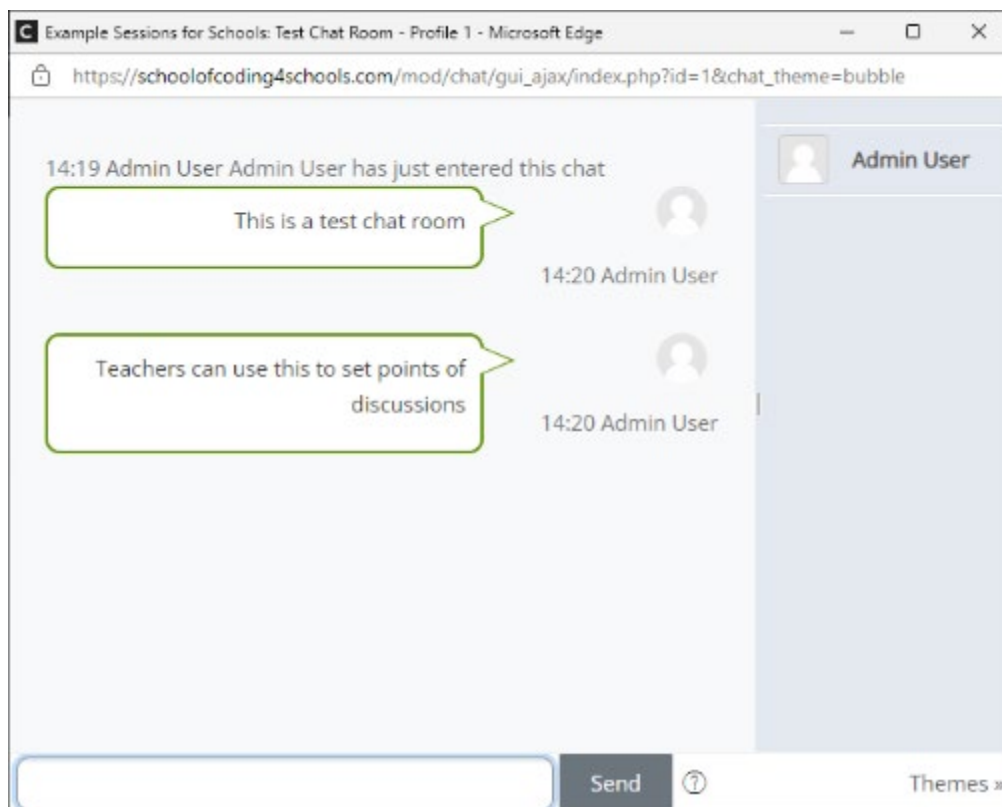 C Example Sessions for Schools: Test Chat Room - Profile 1 - Microsoft Edge
https://schoolofcoding4schools.com/mod/chat/gui_ajax/index.php?id=1&chat_theme=bubble
14:19 Admin User Admin User has just entered this chat
This is a test chat room
14:20 Admin User
Teachers can use this to set points of
discussions
14:20 Admin User
Admin User
Send ?
Themes »